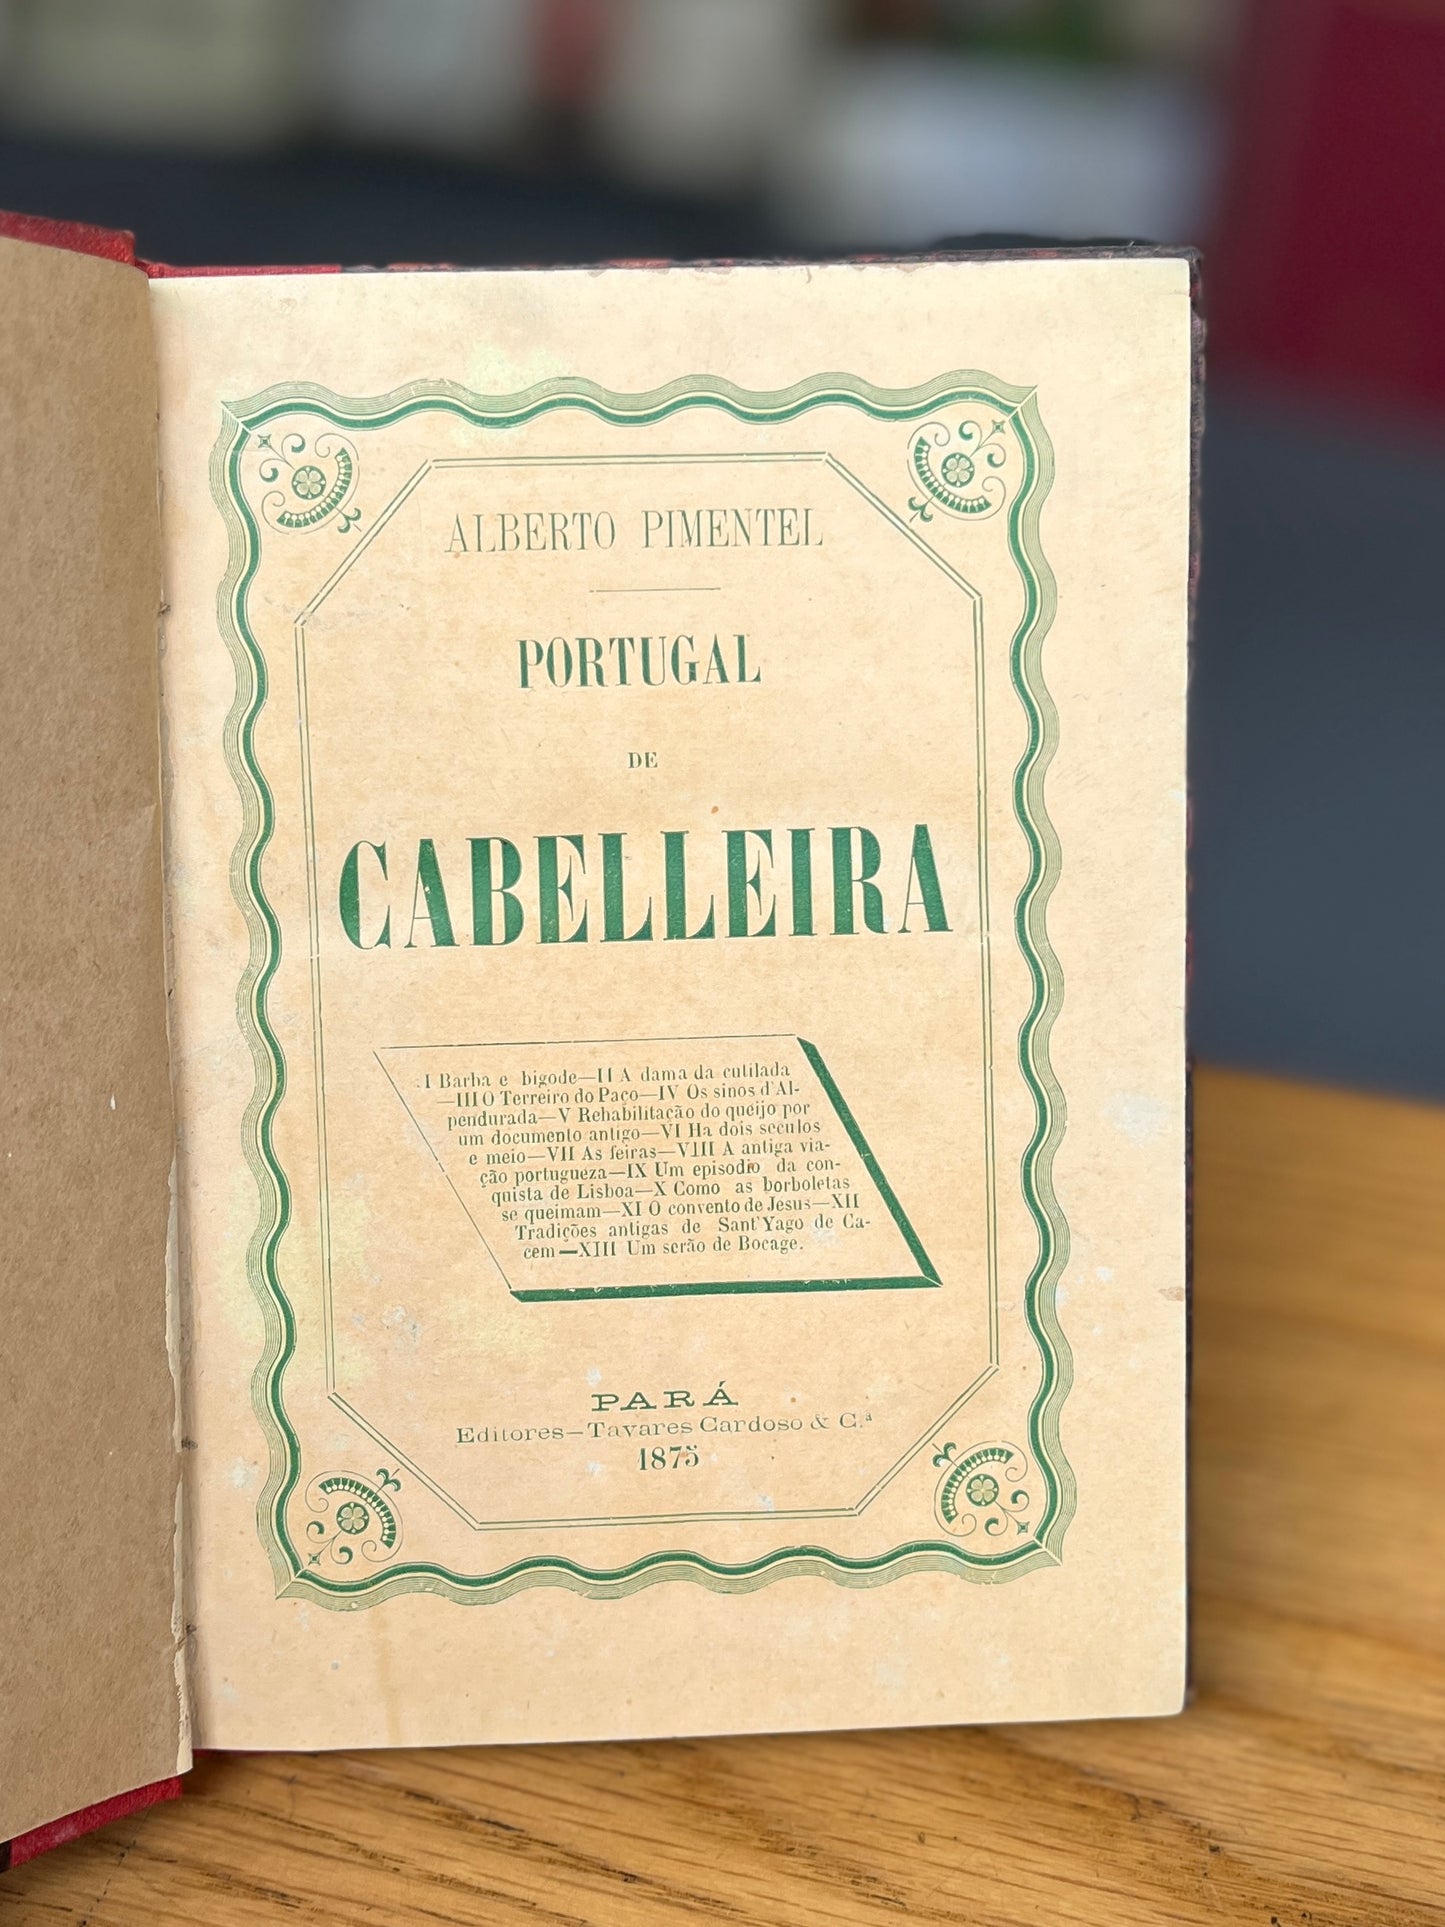 ALBERTO PIMENTEL
PORTUGAL
DE
CABELLEIRA
I Barba e bigode—II A dama da cutilada
—III O Terreiro do Paço—IV Os sinos d'Al-
pendurada—V Rehabilitação do queijo por
um documento antigo—VI Ha dois seculos
e meio—VII As feiras—VIII A antiga via-
ção portugueza—IX Um episodio da con-
quista de Lisboa—X Como as borboletas
se queimam—XI O convento de Jesus—XII
Tradições antigas de Sant'Yago de Ca-
cem—XIII Um serão de Bocage.
PARÁ
Editores—Tavares Cardoso & C.ª
1875